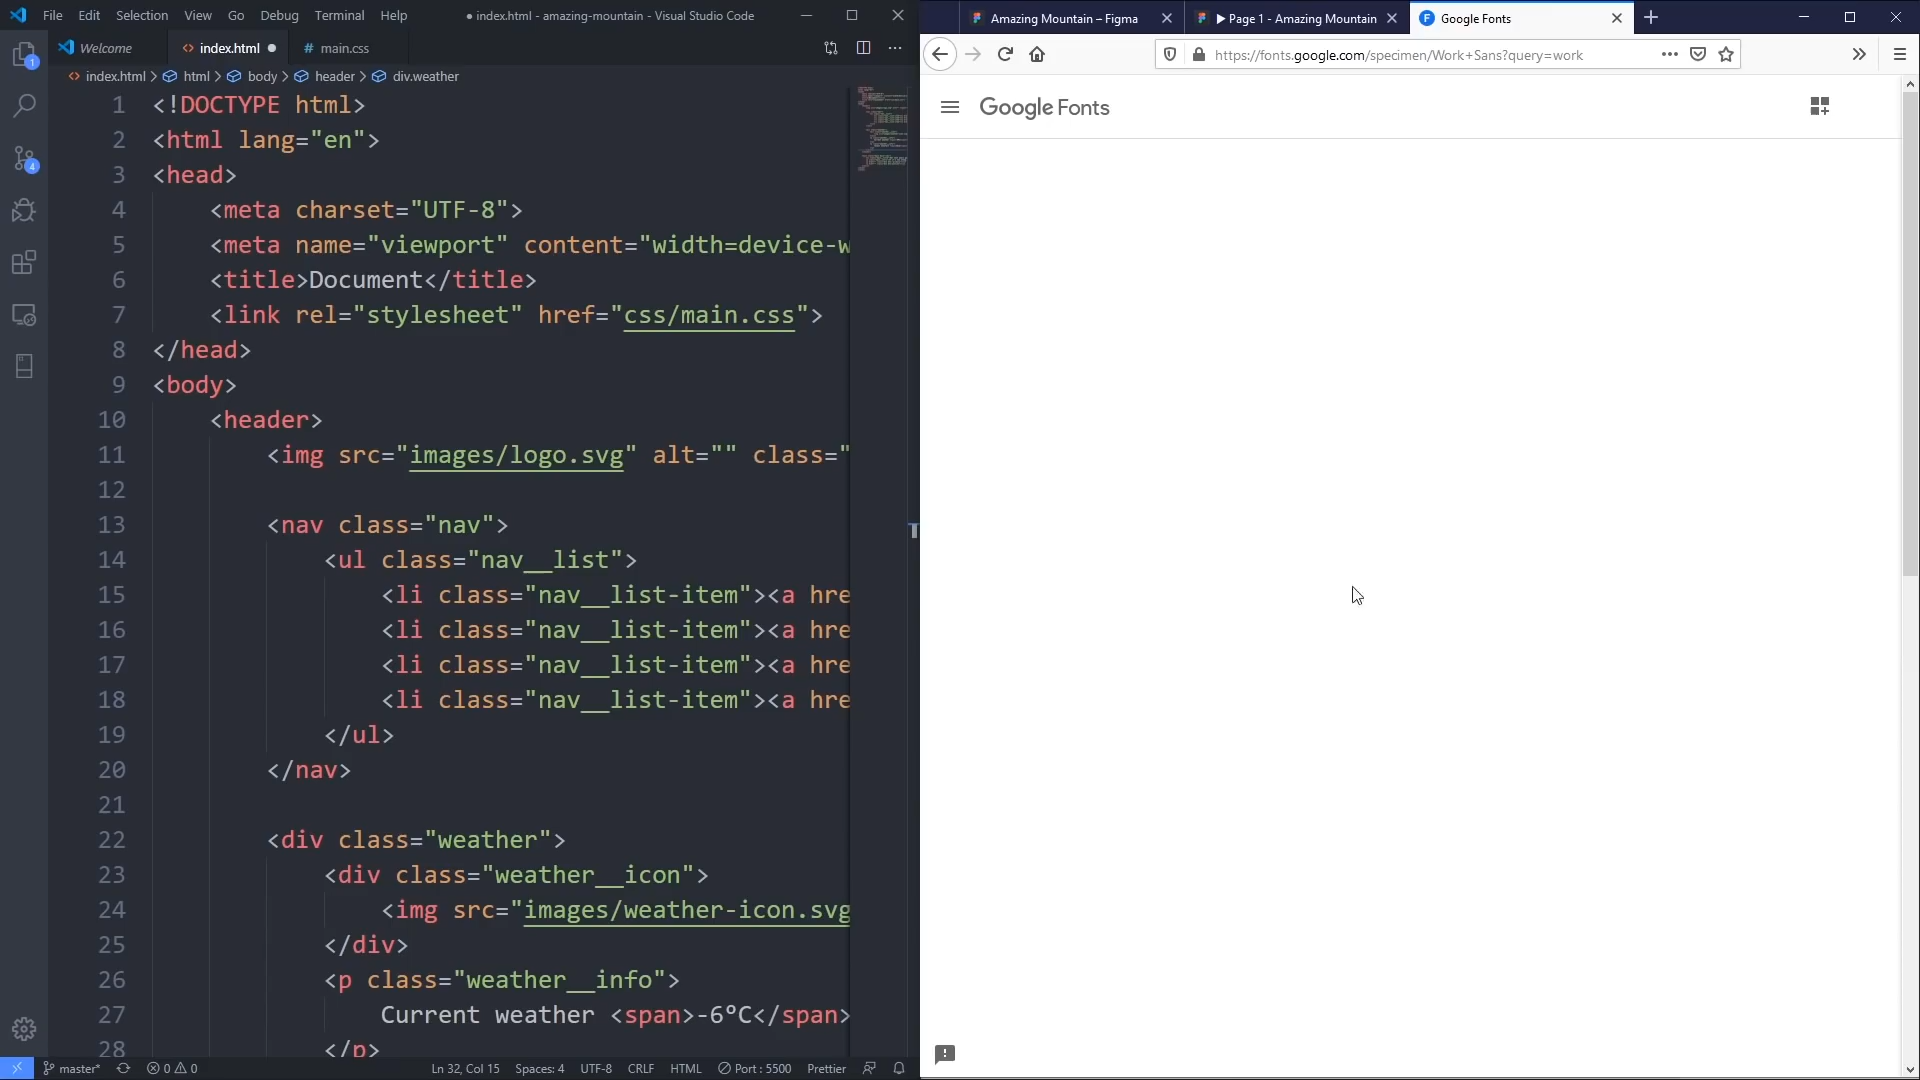 File Edit Selection View Go Debug Terminal Help
● index.html - amazing-mountain - Visual Studio Code
Welcome
index.html ●
# main.css
index.html > html > body > header > div.weather
1 <!DOCTYPE html>
2 <html lang="en">
3 <head>
4 <meta charset="UTF-8">
5 <meta name="viewport" content="width=device-w
6 <title>Document</title>
7 <link rel="stylesheet" href="css/main.css">
8 </head>
9 <body>
10 <header>
11 <img src="images/logo.svg" alt="" class="
12
13 <nav class="nav">
14 <ul class="nav__list">
15 <li class="nav__list-item"><a hre
16 <li class="nav__list-item"><a hre
17 <li class="nav__list-item"><a hre
18 <li class="nav__list-item"><a hre
19 </ul>
20 </nav>
21
22 <div class="weather">
23 <div class="weather__icon">
24 <img src="images/weather-icon.svg
25 </div>
26 <p class="weather__info">
27 Current weather <span>-6ºC</span>
28 </p>
1
4
master* 0 0 Ln 32, Col 15 Spaces: 4 UTF-8 CRLF HTML Port : 5500 Prettier
Amazing Mountain – Figma
▶ Page 1 - Amazing Mountain
Google Fonts
https://fonts.google.com/specimen/Work+Sans?query=work
Google Fonts